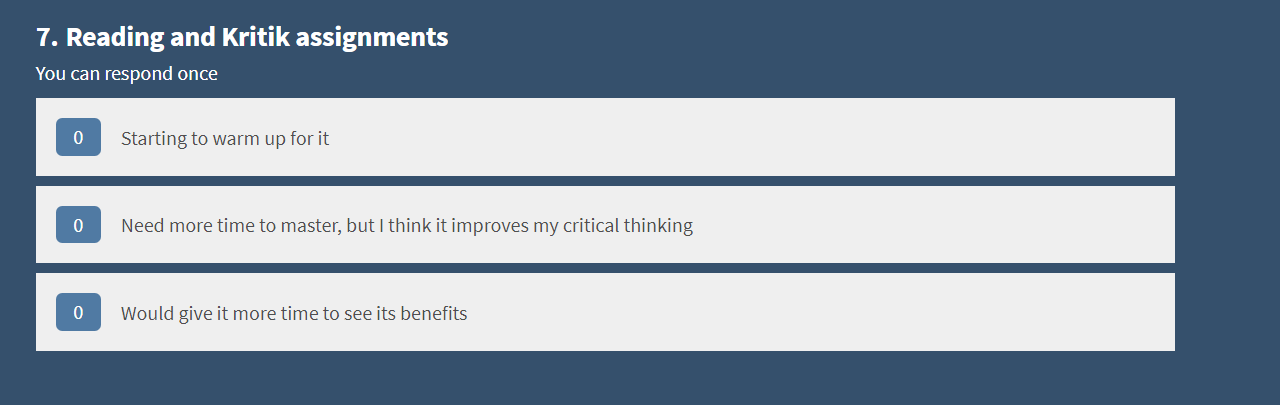 7. Reading and Kritik assignments
You can respond once
0 Starting to warm up for it
0 Need more time to master, but I think it improves my critical thinking
0 Would give it more time to see its benefits